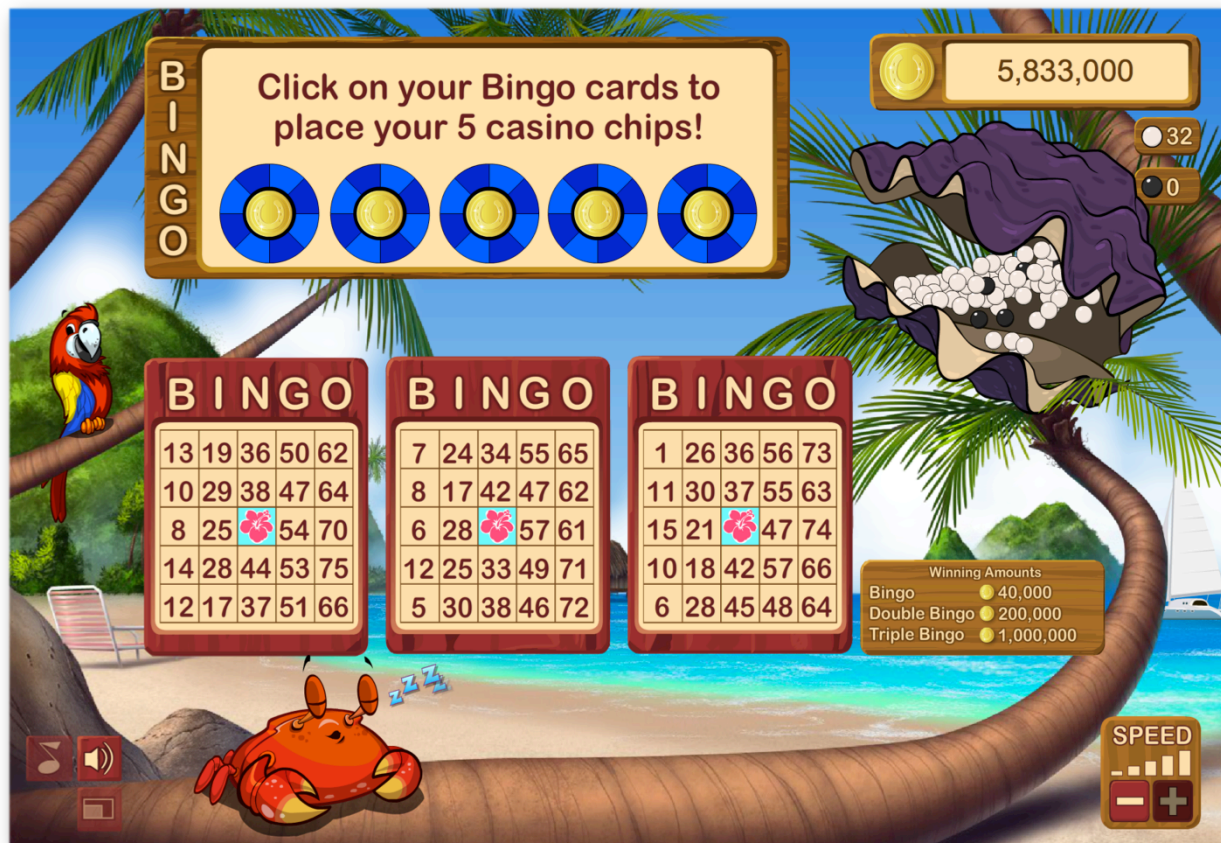 BINGO
Click on your Bingo cards to
place your 5 casino chips!
5,833,000
32
0
B I N G O
13 19 36 50 62
10 29 38 47 64
8 25 54 70
14 28 44 53 75
12 17 37 51 66
B I N G O
7 24 34 55 65
8 17 42 47 62
6 28 57 61
12 25 33 49 71
5 30 38 46 72
B I N G O
1 26 36 56 73
11 30 37 55 63
15 21 47 74
10 18 42 57 66
6 28 45 48 64
Winning Amounts
Bingo 40,000
Double Bingo 200,000
Triple Bingo 1,000,000
zzZz
SPEED